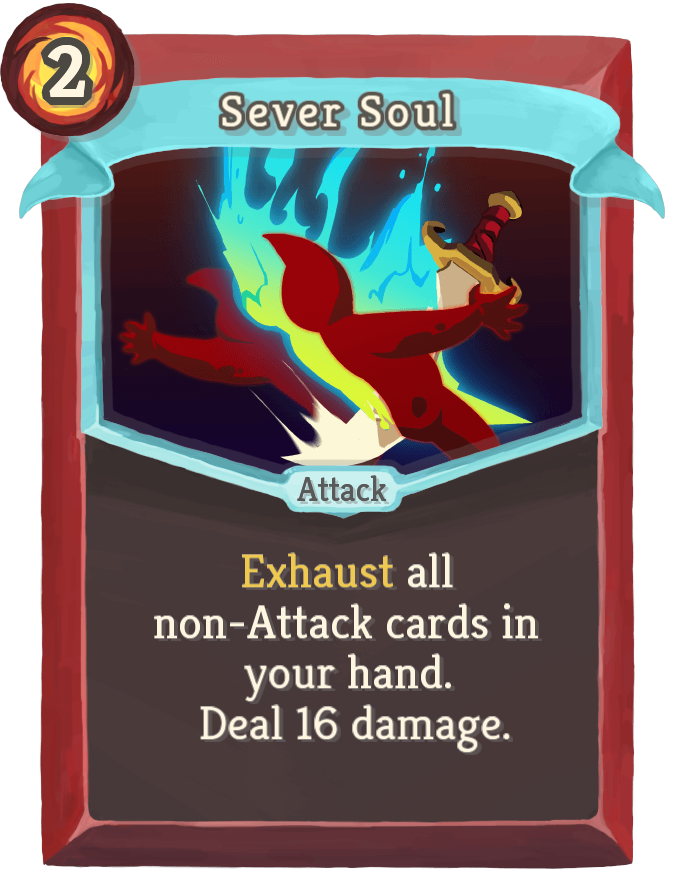 2
Sever Soul
Attack
Exhaust all
non-Attack cards in
your hand.
Deal 16 damage.